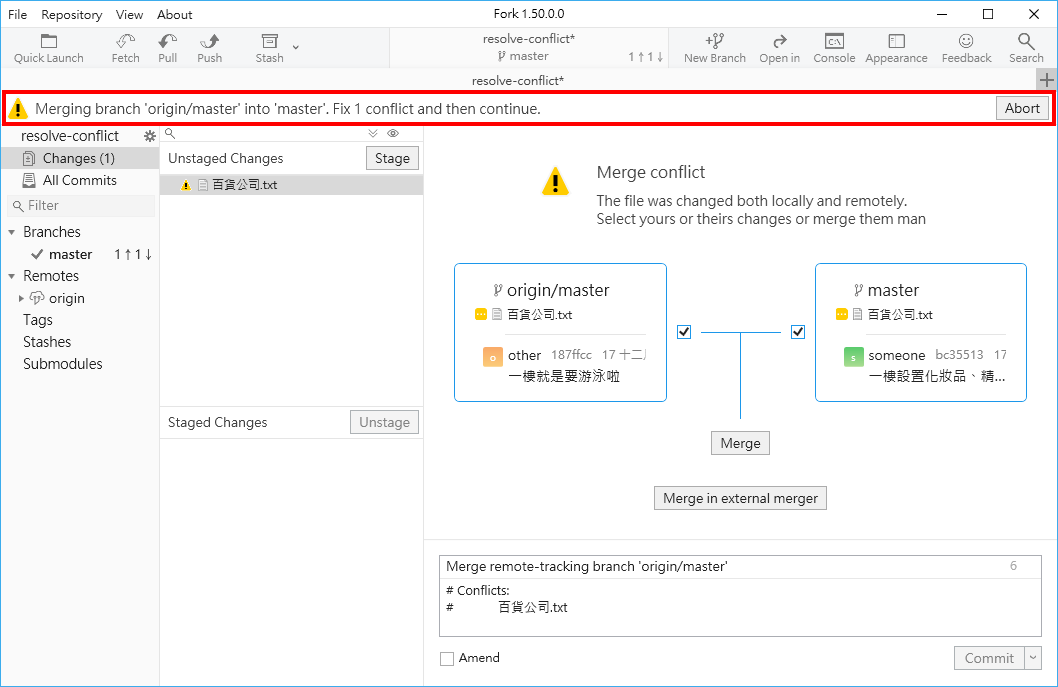 File Repository View About Fork 1.50.0.0
Quick Launch Fetch Pull Push Stash
resolve-conflict*
master 1↑1↓
New Branch Open in Console Appearance Feedback Search
resolve-conflict*
Merging branch 'origin/master' into 'master'. Fix 1 conflict and then continue. Abort
resolve-conflict
Changes (1)
All Commits
Filter
Branches
master 1↑1↓
Remotes
origin
Tags
Stashes
Submodules
Unstaged Changes Stage
百貨公司.txt
Staged Changes Unstage
Merge conflict
The file was changed both locally and remotely.
Select yours or theirs changes or merge them man
origin/master
百貨公司.txt
o other 187ffcc 17 十二
一樓就是要游泳啦
master
百貨公司.txt
s someone bc35513 17
一樓設置化妝品、精...
Merge
Merge in external merger
Merge remote-tracking branch 'origin/master' 6
# Conflicts:
# 百貨公司.txt
Amend Commit